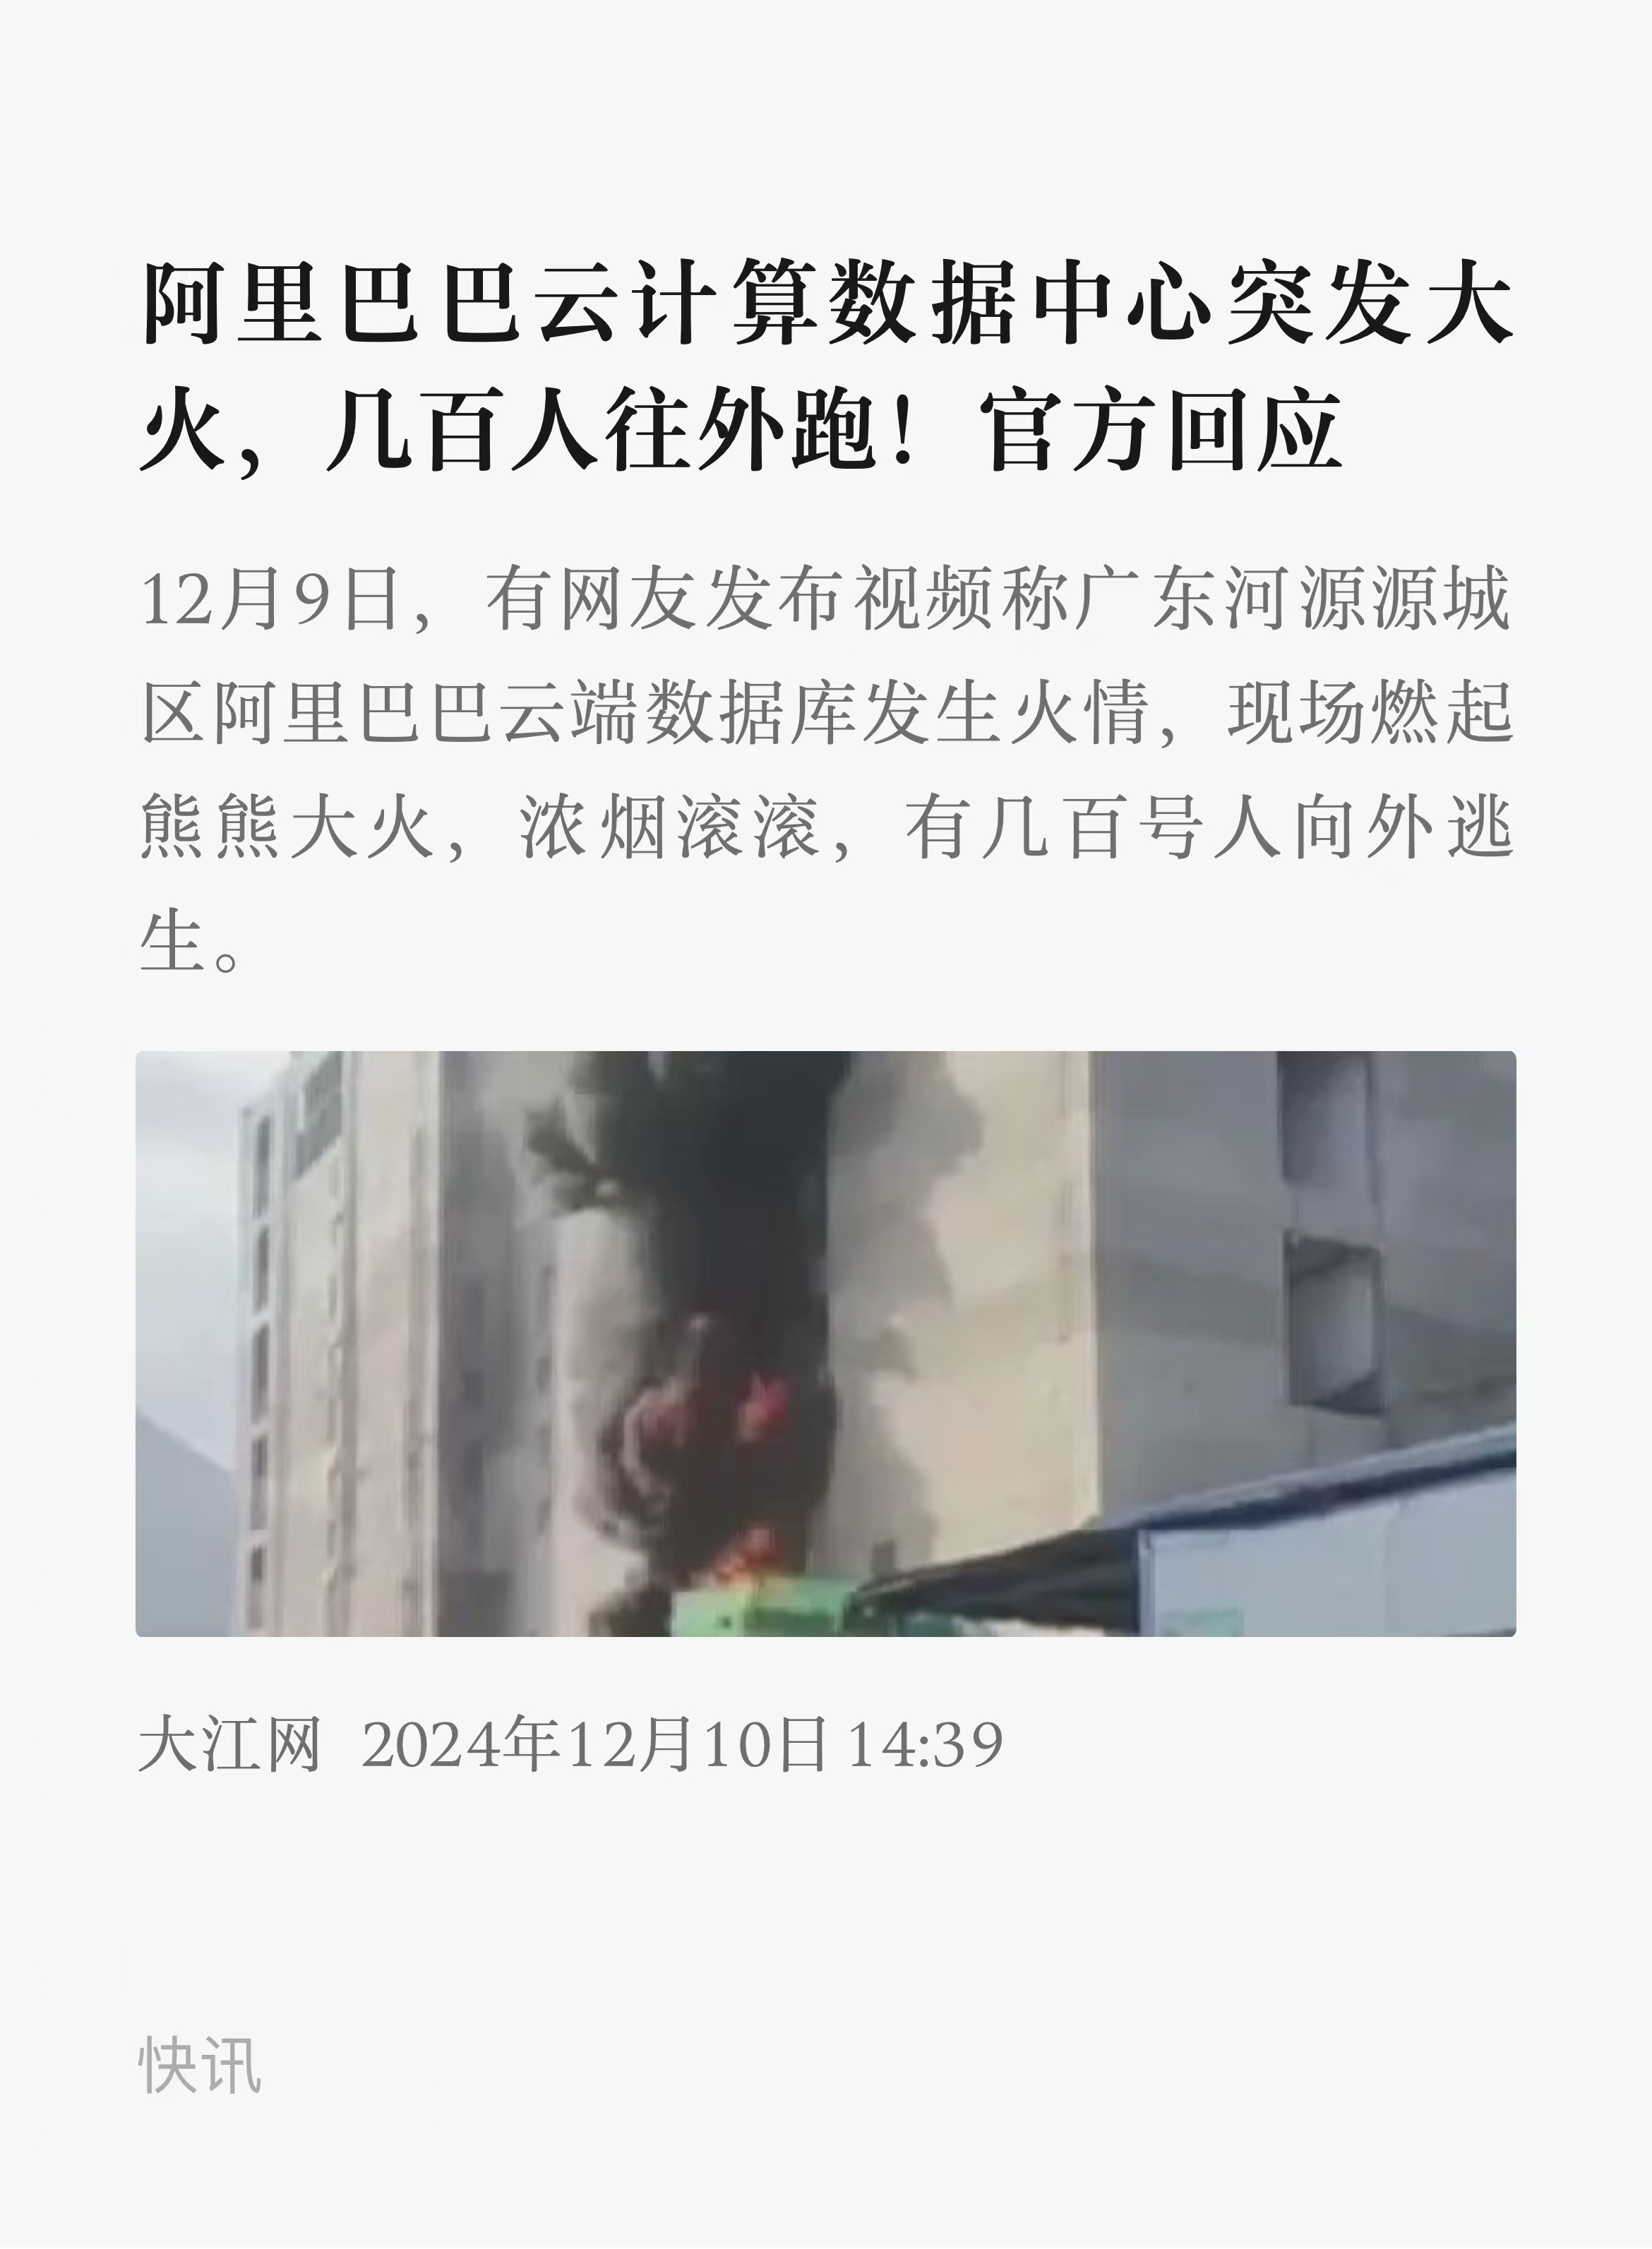 阿里巴巴云计算数据中心突发大
火，几百人往外跑！官方回应
12月9日，有网友发布视频称广东河源源城
区阿里巴巴云端数据库发生火情，现场燃起
熊熊大火，浓烟滚滚，有几百号人向外逃
生。
大江网 2024年12月10日 14:39
快讯